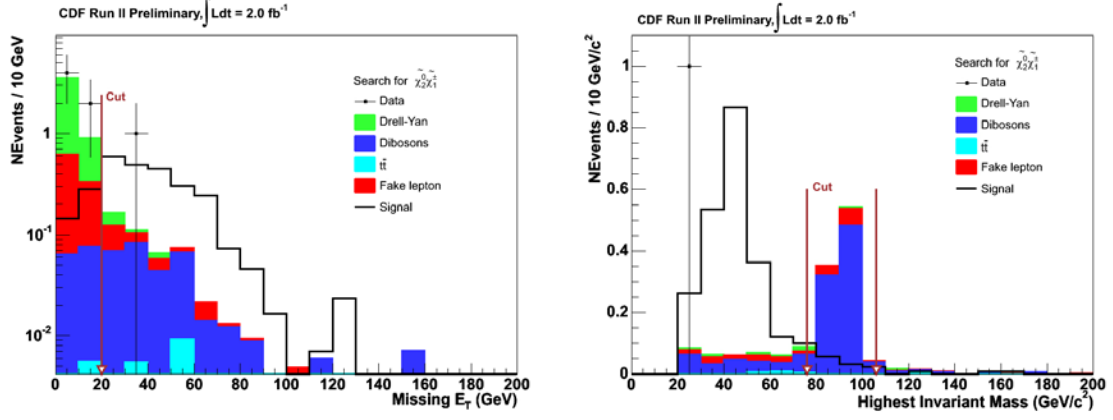 CDF Run II Preliminary, ∫ Ldt = 2.0 fb⁻¹
NEvents / 10 GeV
1
10⁻¹
10⁻²
Cut
Search for χ̃⁰₂χ̃±₁
Data
Drell-Yan
Dibosons
tt̄
Fake lepton
Signal
0 20 40 60 80 100 120 140 160 180 200
Missing E_T (GeV)
CDF Run II Preliminary, ∫ Ldt = 2.0 fb⁻¹
NEvents / 10 GeV/c²
1
0.8
0.6
0.4
0.2
0
Cut
Search for χ̃⁰₂χ̃±₁
Data
Drell-Yan
Dibosons
tt̄
Fake lepton
Signal
0 20 40 60 80 100 120 140 160 180 200
Highest Invariant Mass (GeV/c²)